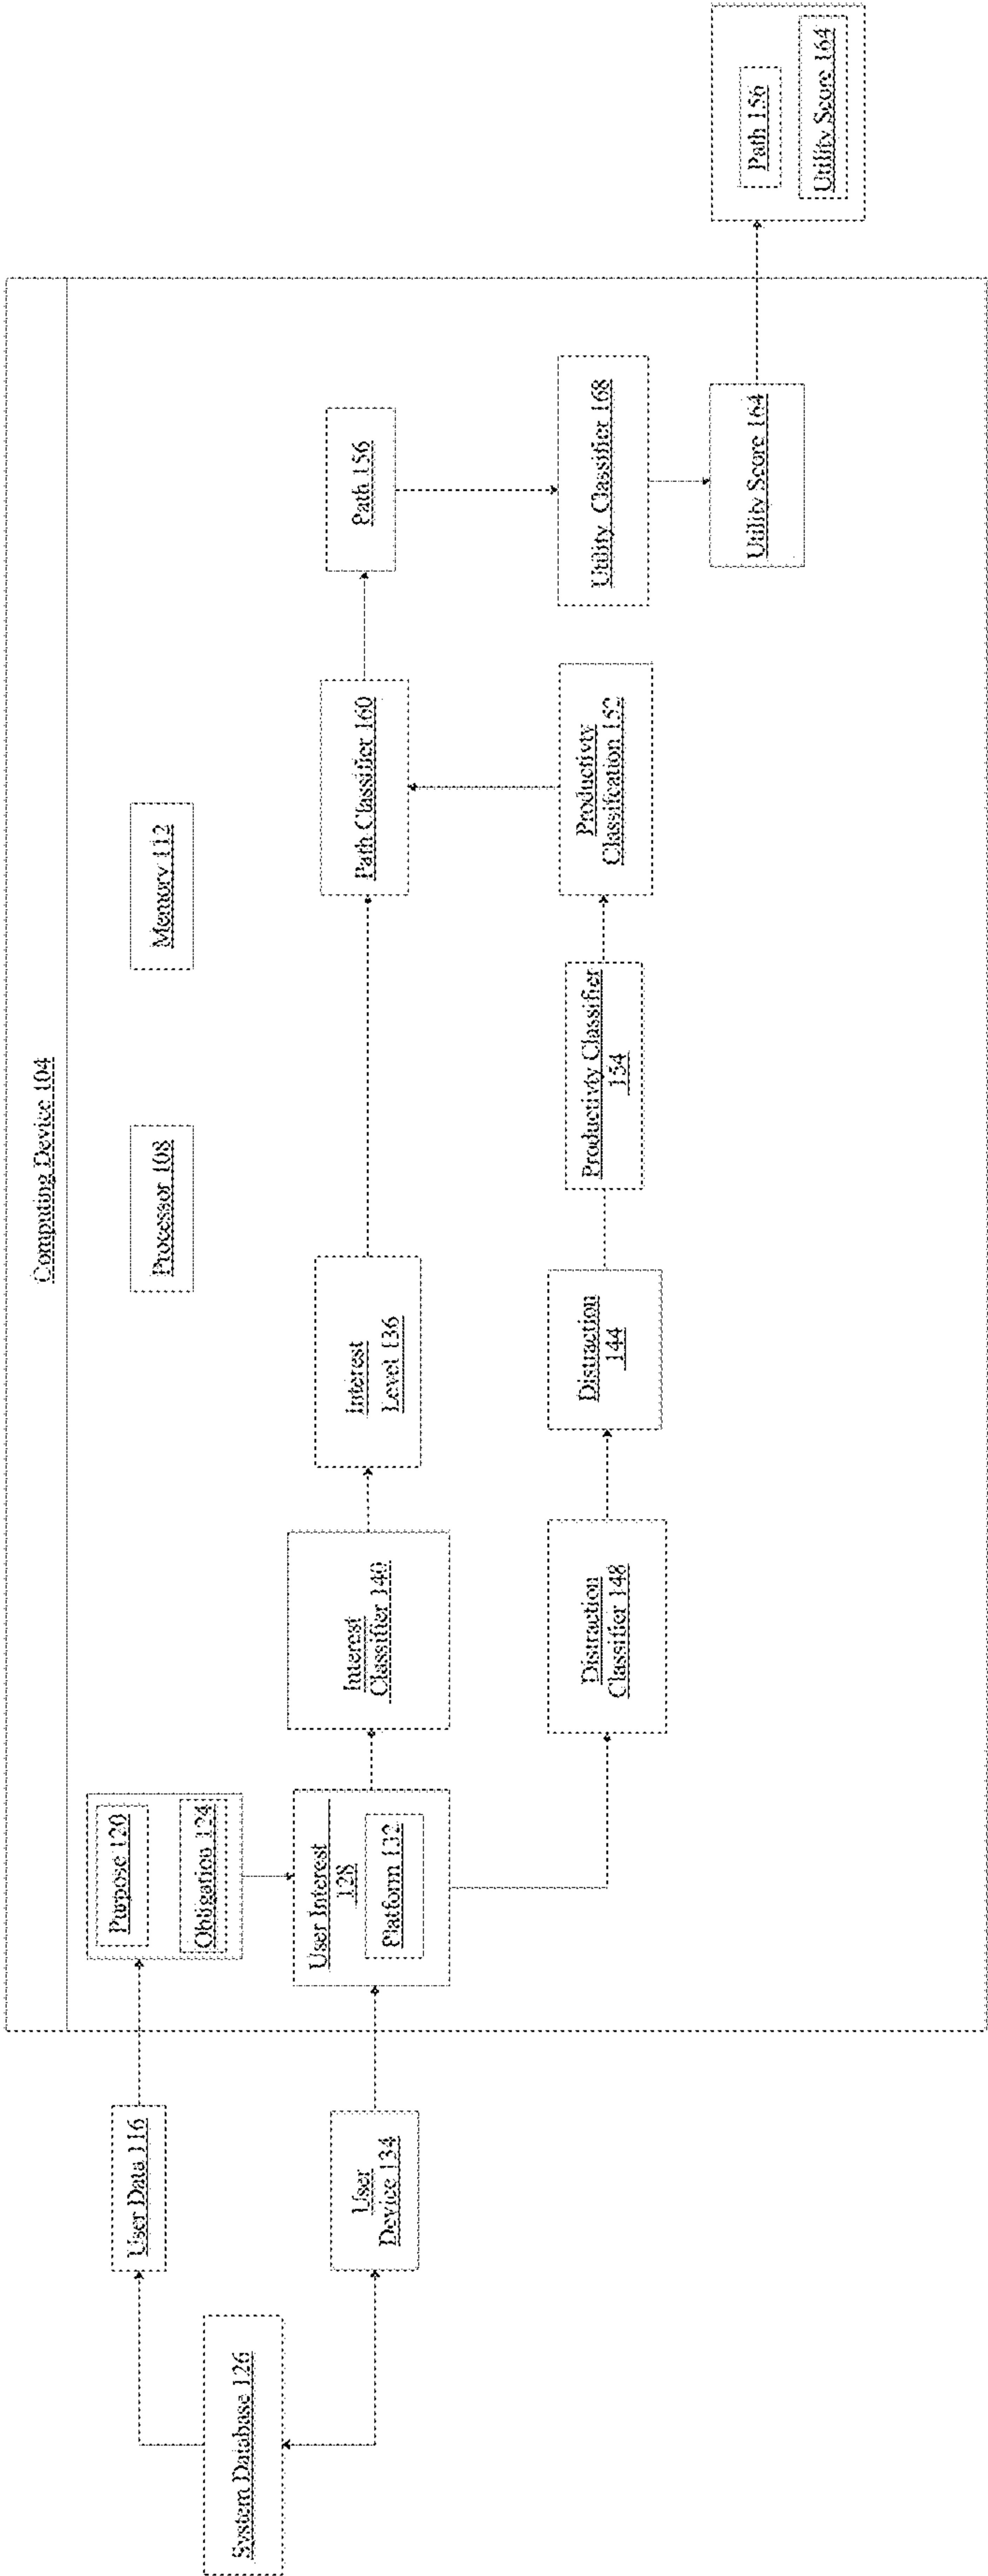 Computing Device 104
Processor 108
Memory 112
System Database 126
User Data 116
User
Device 134
Purpose 120
Obligation 124
User Interest
128
Platform 132
Interest
Classifier 140
Interest
Level 136
Path Classifier 160
Path 156
Distraction
Classifier 148
Distraction
144
Productivity Classifier
154
Productivity
Classification 152
Utility Classifier 168
Utility Score 164
Path 156
Utility Score 164